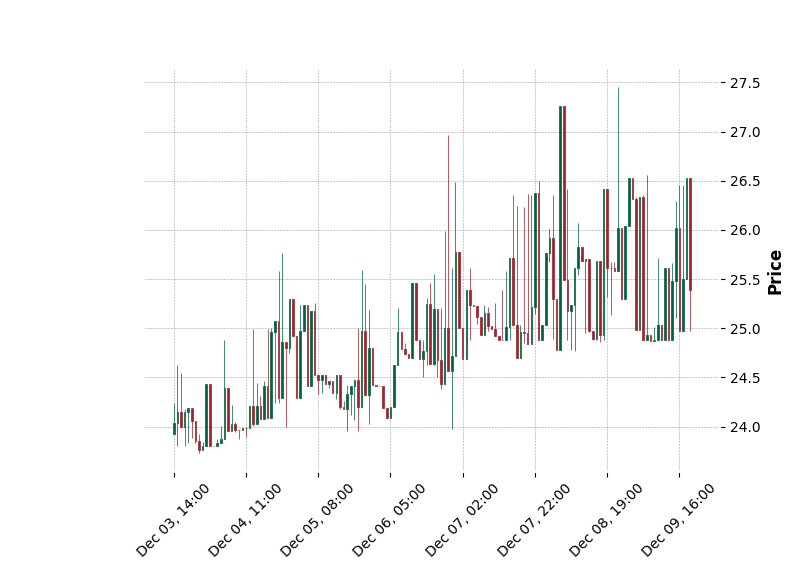 27.5
27.0
26.5
26.0
25.5
25.0
24.5
24.0
Price
Dec 03, 14:00
Dec 04, 11:00
Dec 05, 08:00
Dec 06, 05:00
Dec 07, 02:00
Dec 07, 22:00
Dec 08, 19:00
Dec 09, 16:00